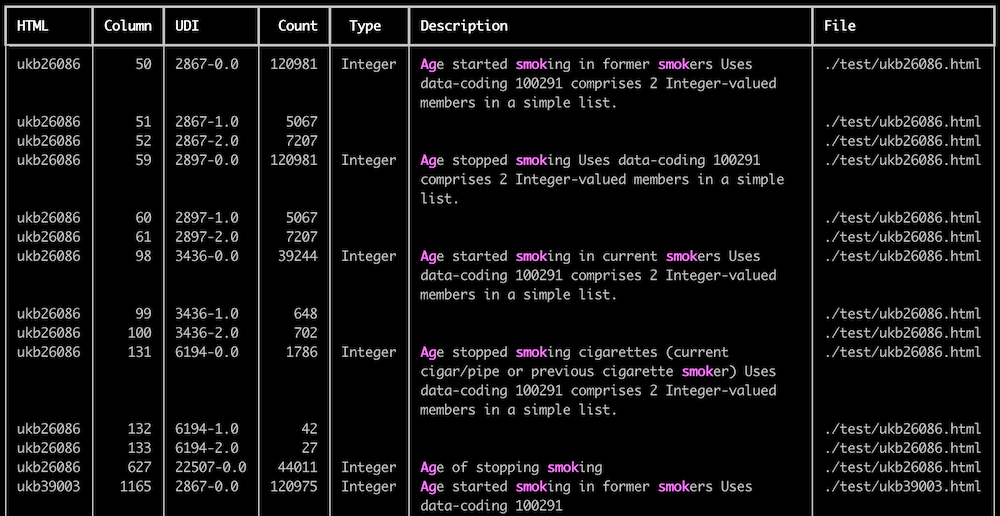 HTML Column UDI Count Type Description File
ukb26086 50 2867-0.0 120981 Integer Age started smoking in former smokers Uses ./test/ukb26086.html
data-coding 100291 comprises 2 Integer-valued
members in a simple list.
ukb26086 51 2867-1.0 5067 ./test/ukb26086.html
ukb26086 52 2867-2.0 7207 ./test/ukb26086.html
ukb26086 59 2897-0.0 120981 Integer Age stopped smoking Uses data-coding 100291 ./test/ukb26086.html
comprises 2 Integer-valued members in a simple
list.
ukb26086 60 2897-1.0 5067 ./test/ukb26086.html
ukb26086 61 2897-2.0 7207 ./test/ukb26086.html
ukb26086 98 3436-0.0 39244 Integer Age started smoking in current smokers Uses ./test/ukb26086.html
data-coding 100291 comprises 2 Integer-valued
members in a simple list.
ukb26086 99 3436-1.0 648 ./test/ukb26086.html
ukb26086 100 3436-2.0 702 ./test/ukb26086.html
ukb26086 131 6194-0.0 1786 Integer Age stopped smoking cigarettes (current ./test/ukb26086.html
cigar/pipe or previous cigarette smoker) Uses
data-coding 100291 comprises 2 Integer-valued
members in a simple list.
ukb26086 132 6194-1.0 42 ./test/ukb26086.html
ukb26086 133 6194-2.0 27 ./test/ukb26086.html
ukb26086 627 22507-0.0 44011 Integer Age of stopping smoking ./test/ukb26086.html
ukb39003 1165 2867-0.0 120975 Integer Age started smoking in former smokers Uses ./test/ukb39003.html
data-coding 100291